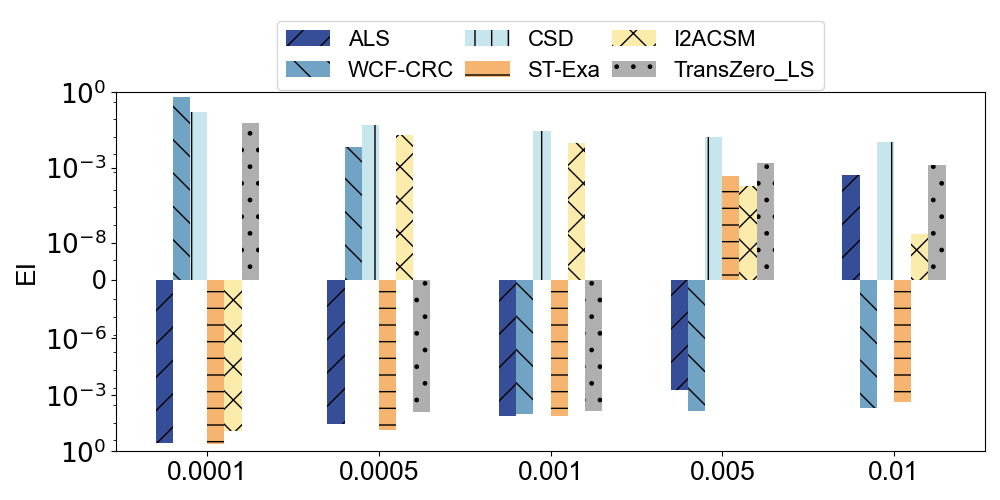 ALS CSD I2ACSM
WCF-CRC ST-Exa TransZero_LS
10^0
10^-3
10^-8
0
10^-6
10^-3
10^0
EI
0.0001 0.0005 0.001 0.005 0.01